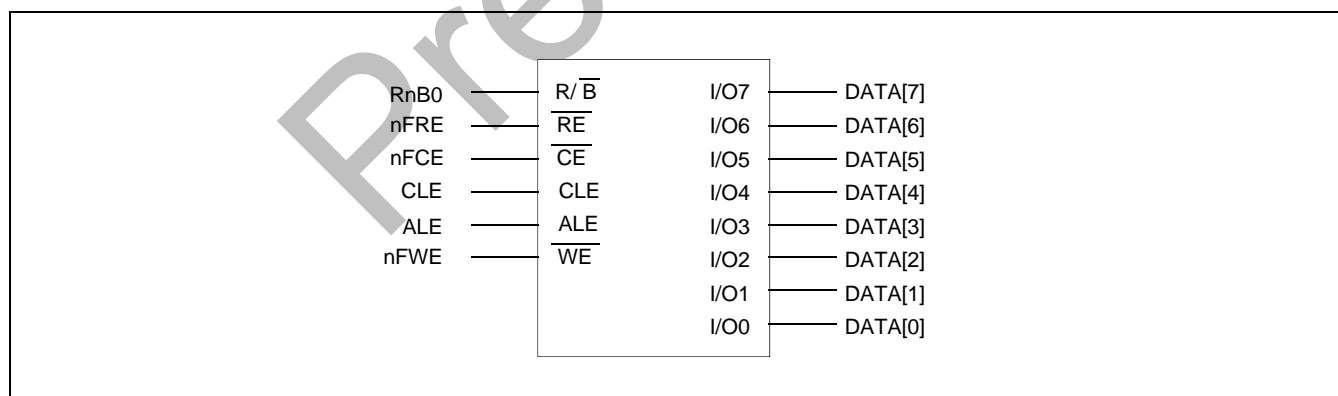 Pre
RnB0 R/B I/O7 DATA[7]
nFRE RE I/O6 DATA[6]
nFCE CE I/O5 DATA[5]
CLE CLE I/O4 DATA[4]
ALE ALE I/O3 DATA[3]
nFWE WE I/O2 DATA[2]
I/O1 DATA[1]
I/O0 DATA[0]